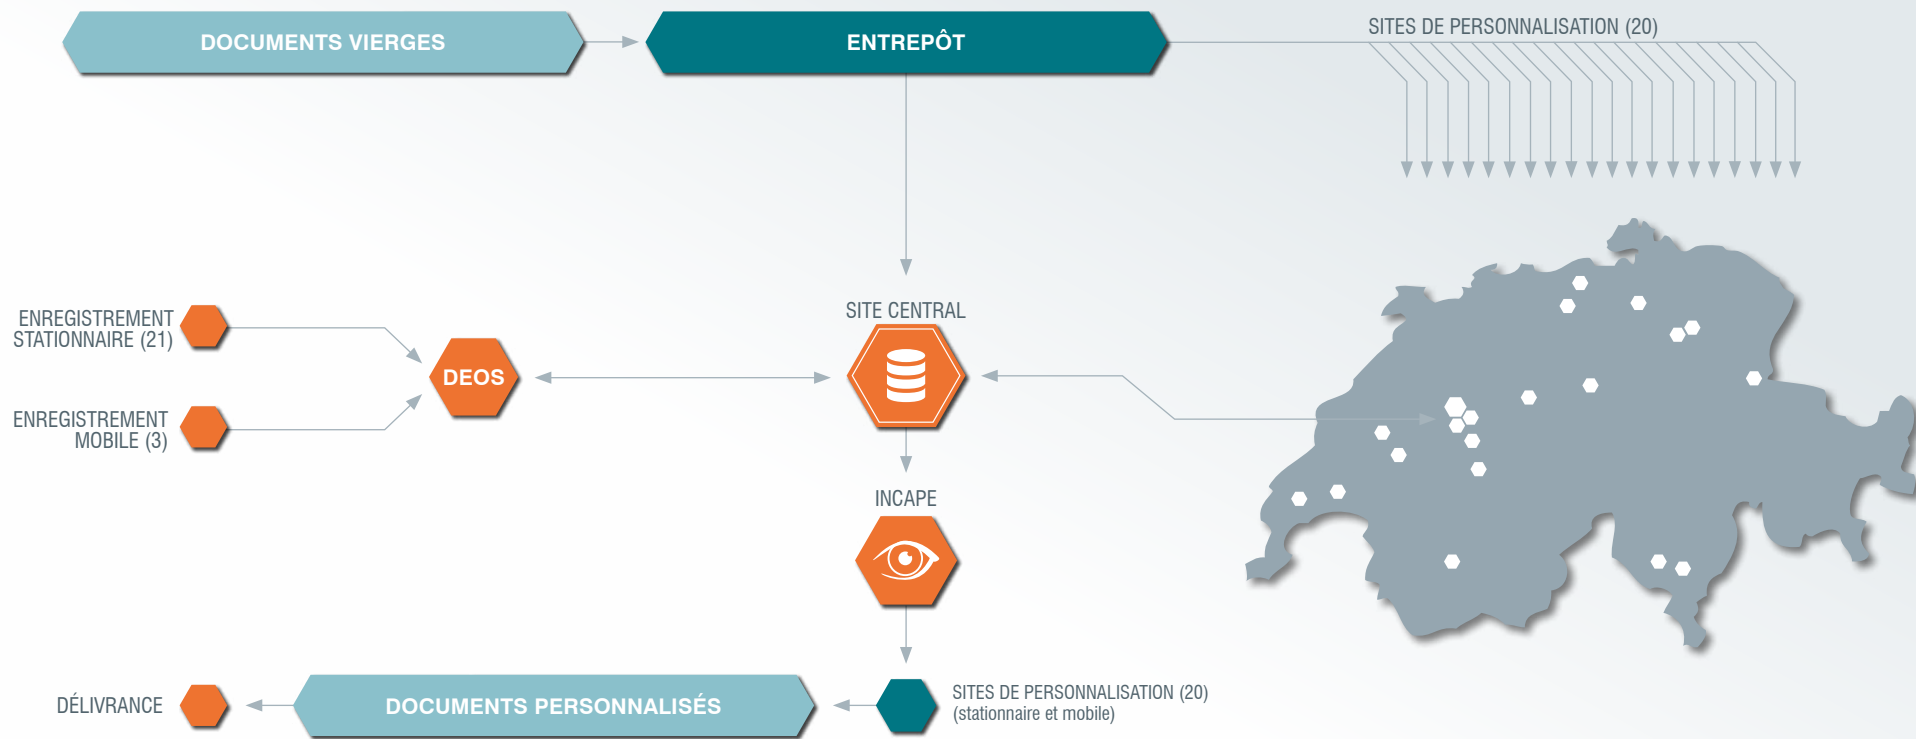 DOCUMENTS VIERGES
ENTREPÔT
SITES DE PERSONNALISATION (20)
ENREGISTREMENT
STATIONNAIRE (21)
DEOS
SITE CENTRAL
ENREGISTREMENT
MOBILE (3)
INCAPE
DÉLIVRANCE
DOCUMENTS PERSONNALISÉS
SITES DE PERSONNALISATION (20)
(stationnaire et mobile)